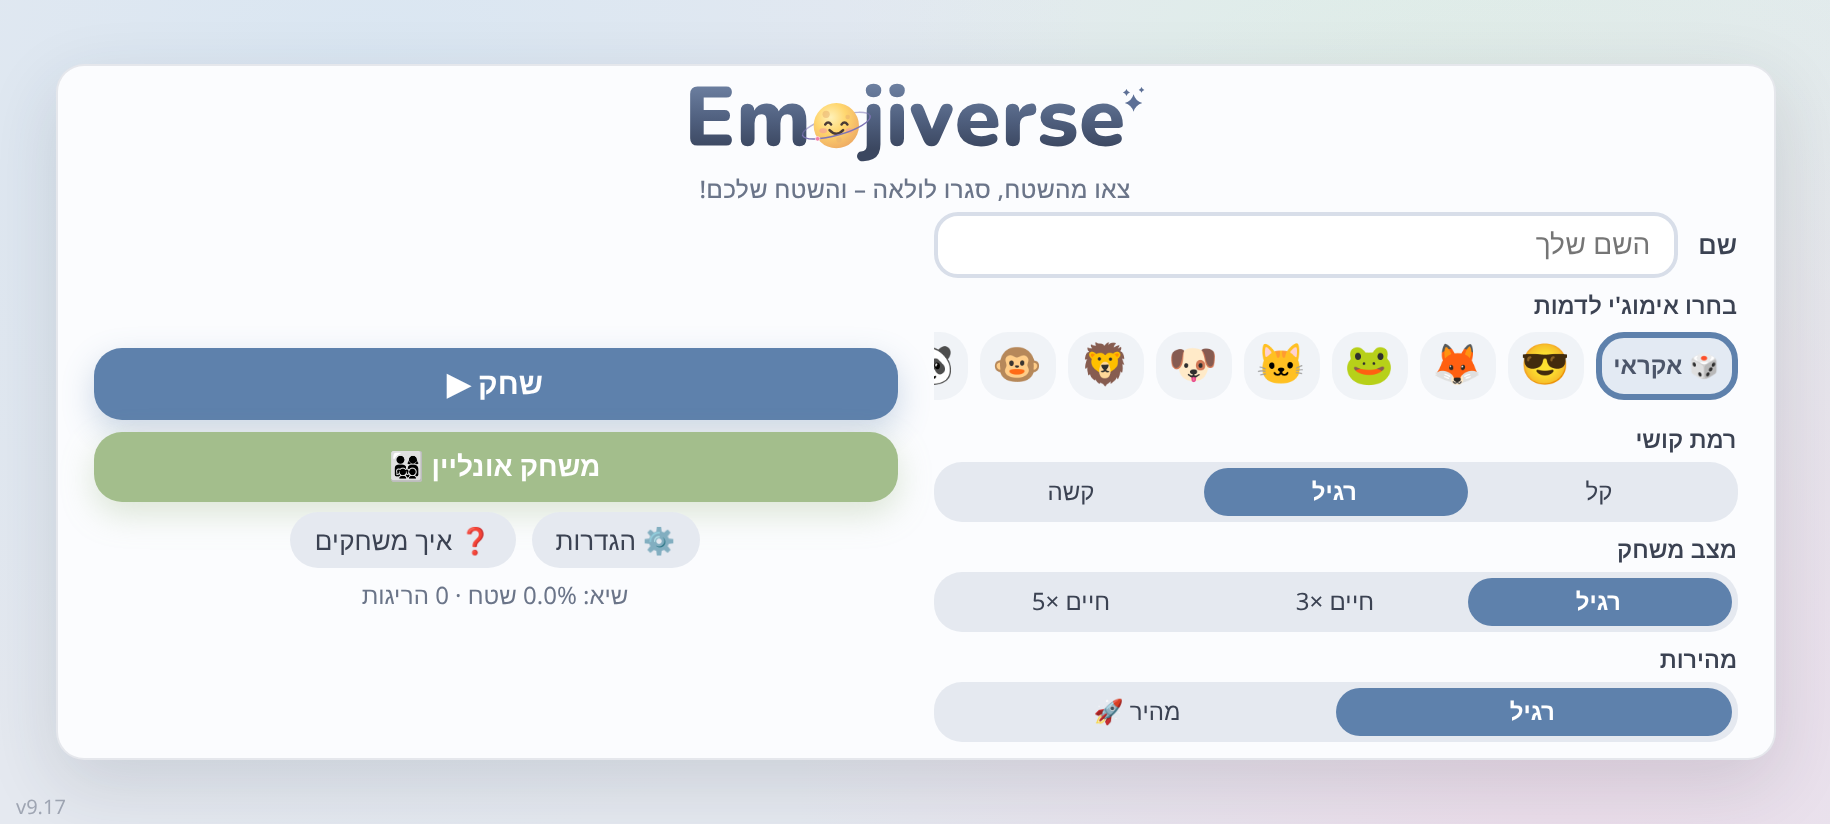 Emojiverse
צאו מהשטח, סגרו לולאה – והשטח שלכם!
שם
השם שלך
בחרו אימוג'י לדמות
🎲 אקראי
רמת קושי
קל
רגיל
קשה
מצב משחק
רגיל
3× חיים
5× חיים
מהירות
רגיל
מהיר 🚀
שחק ▶
משחק אונליין 👨‍👩‍👧‍👦
⚙️ הגדרות
❓ איך משחקים
שיא: 0.0% שטח · 0 הריגות
v9.17